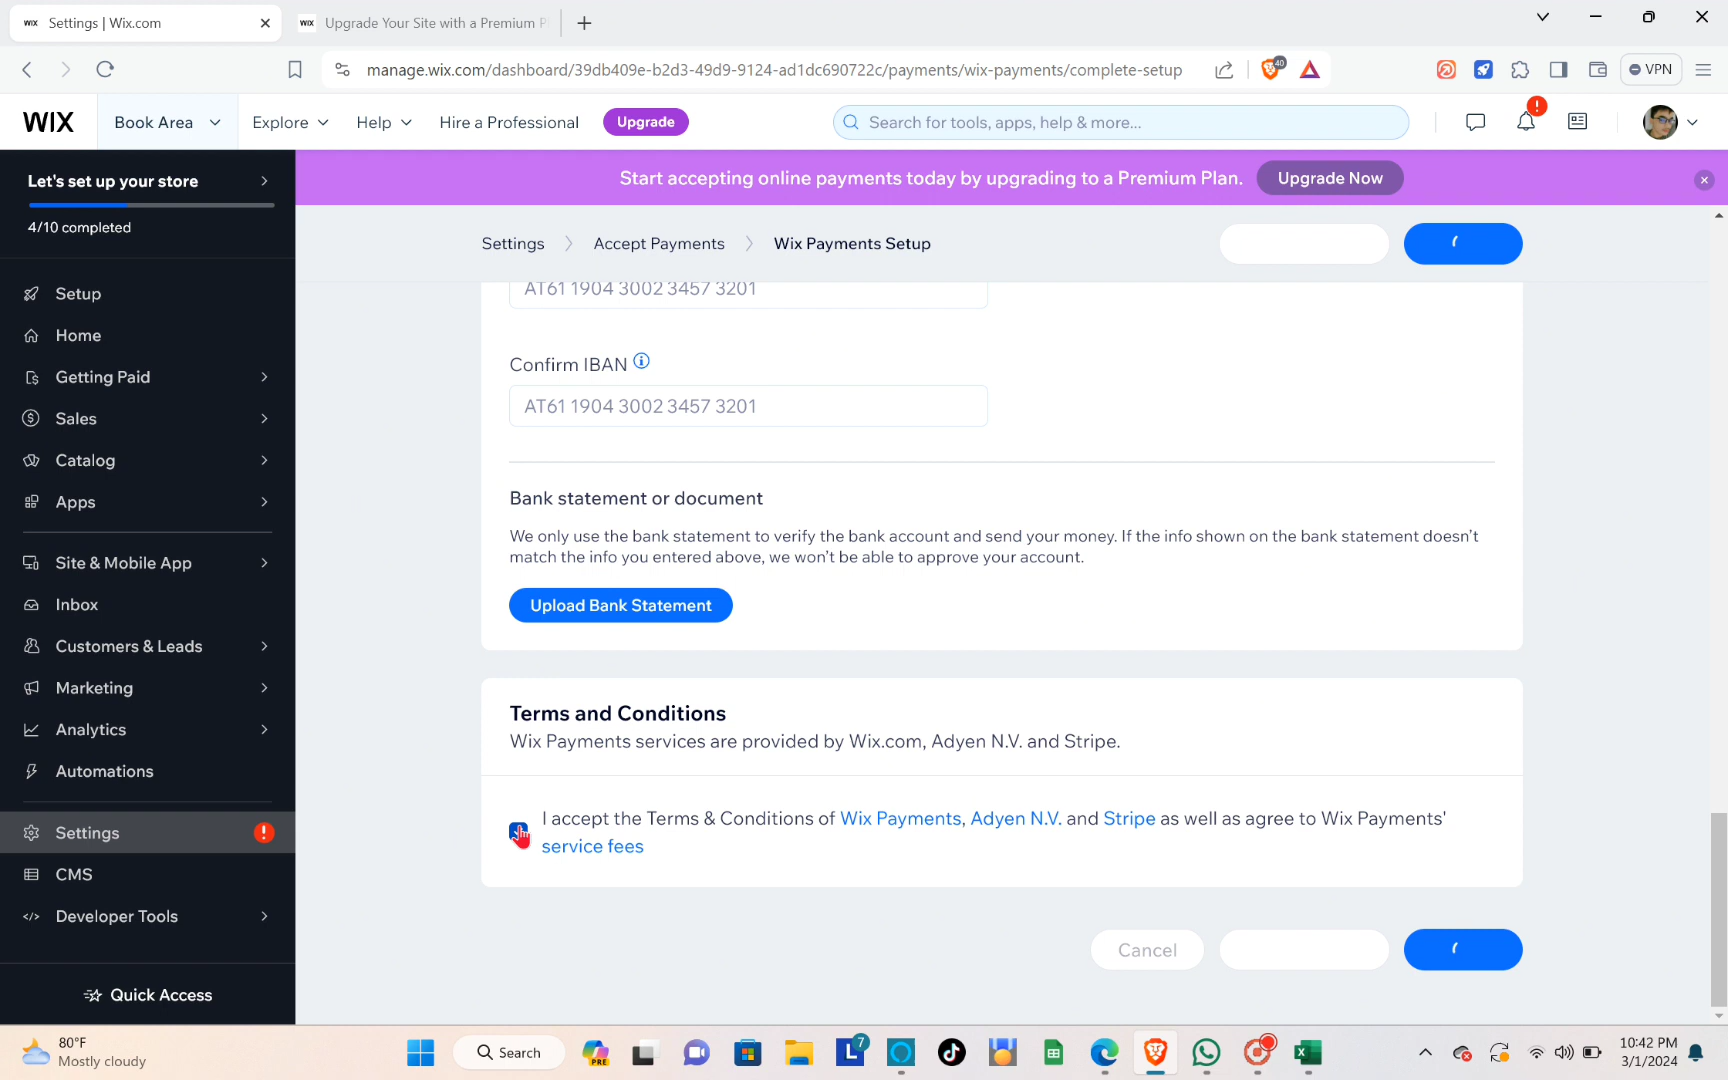 WIX Settings | Wix.com
WIX Upgrade Your Site with a Premium P
manage.wix.com/dashboard/39db409e-b2d3-49d9-9124-ad1dc690722c/payments/wix-payments/complete-setup
40
VPN
WIX
Book Area
Explore
Help
Hire a Professional
Upgrade
Search for tools, apps, help & more...
!
Let's set up your store
4/10 completed
Start accepting online payments today by upgrading to a Premium Plan.
Upgrade Now
Settings
Accept Payments
Wix Payments Setup
Setup
Home
Getting Paid
Sales
Catalog
Apps
Site & Mobile App
Inbox
Customers & Leads
Marketing
Analytics
Automations
Settings
!
CMS
Developer Tools
Quick Access
AT61 1904 3002 3457 3201
Confirm IBAN
AT61 1904 3002 3457 3201
Bank statement or document
We only use the bank statement to verify the bank account and send your money. If the info shown on the bank statement doesn't
match the info you entered above, we won't be able to approve your account.
Upload Bank Statement
Terms and Conditions
Wix Payments services are provided by Wix.com, Adyen N.V. and Stripe.
I accept the Terms & Conditions of Wix Payments, Adyen N.V. and Stripe as well as agree to Wix Payments'
service fees
Cancel
80°F
Mostly cloudy
Search
PRE
L
7
X
10:42 PM
3/1/2024